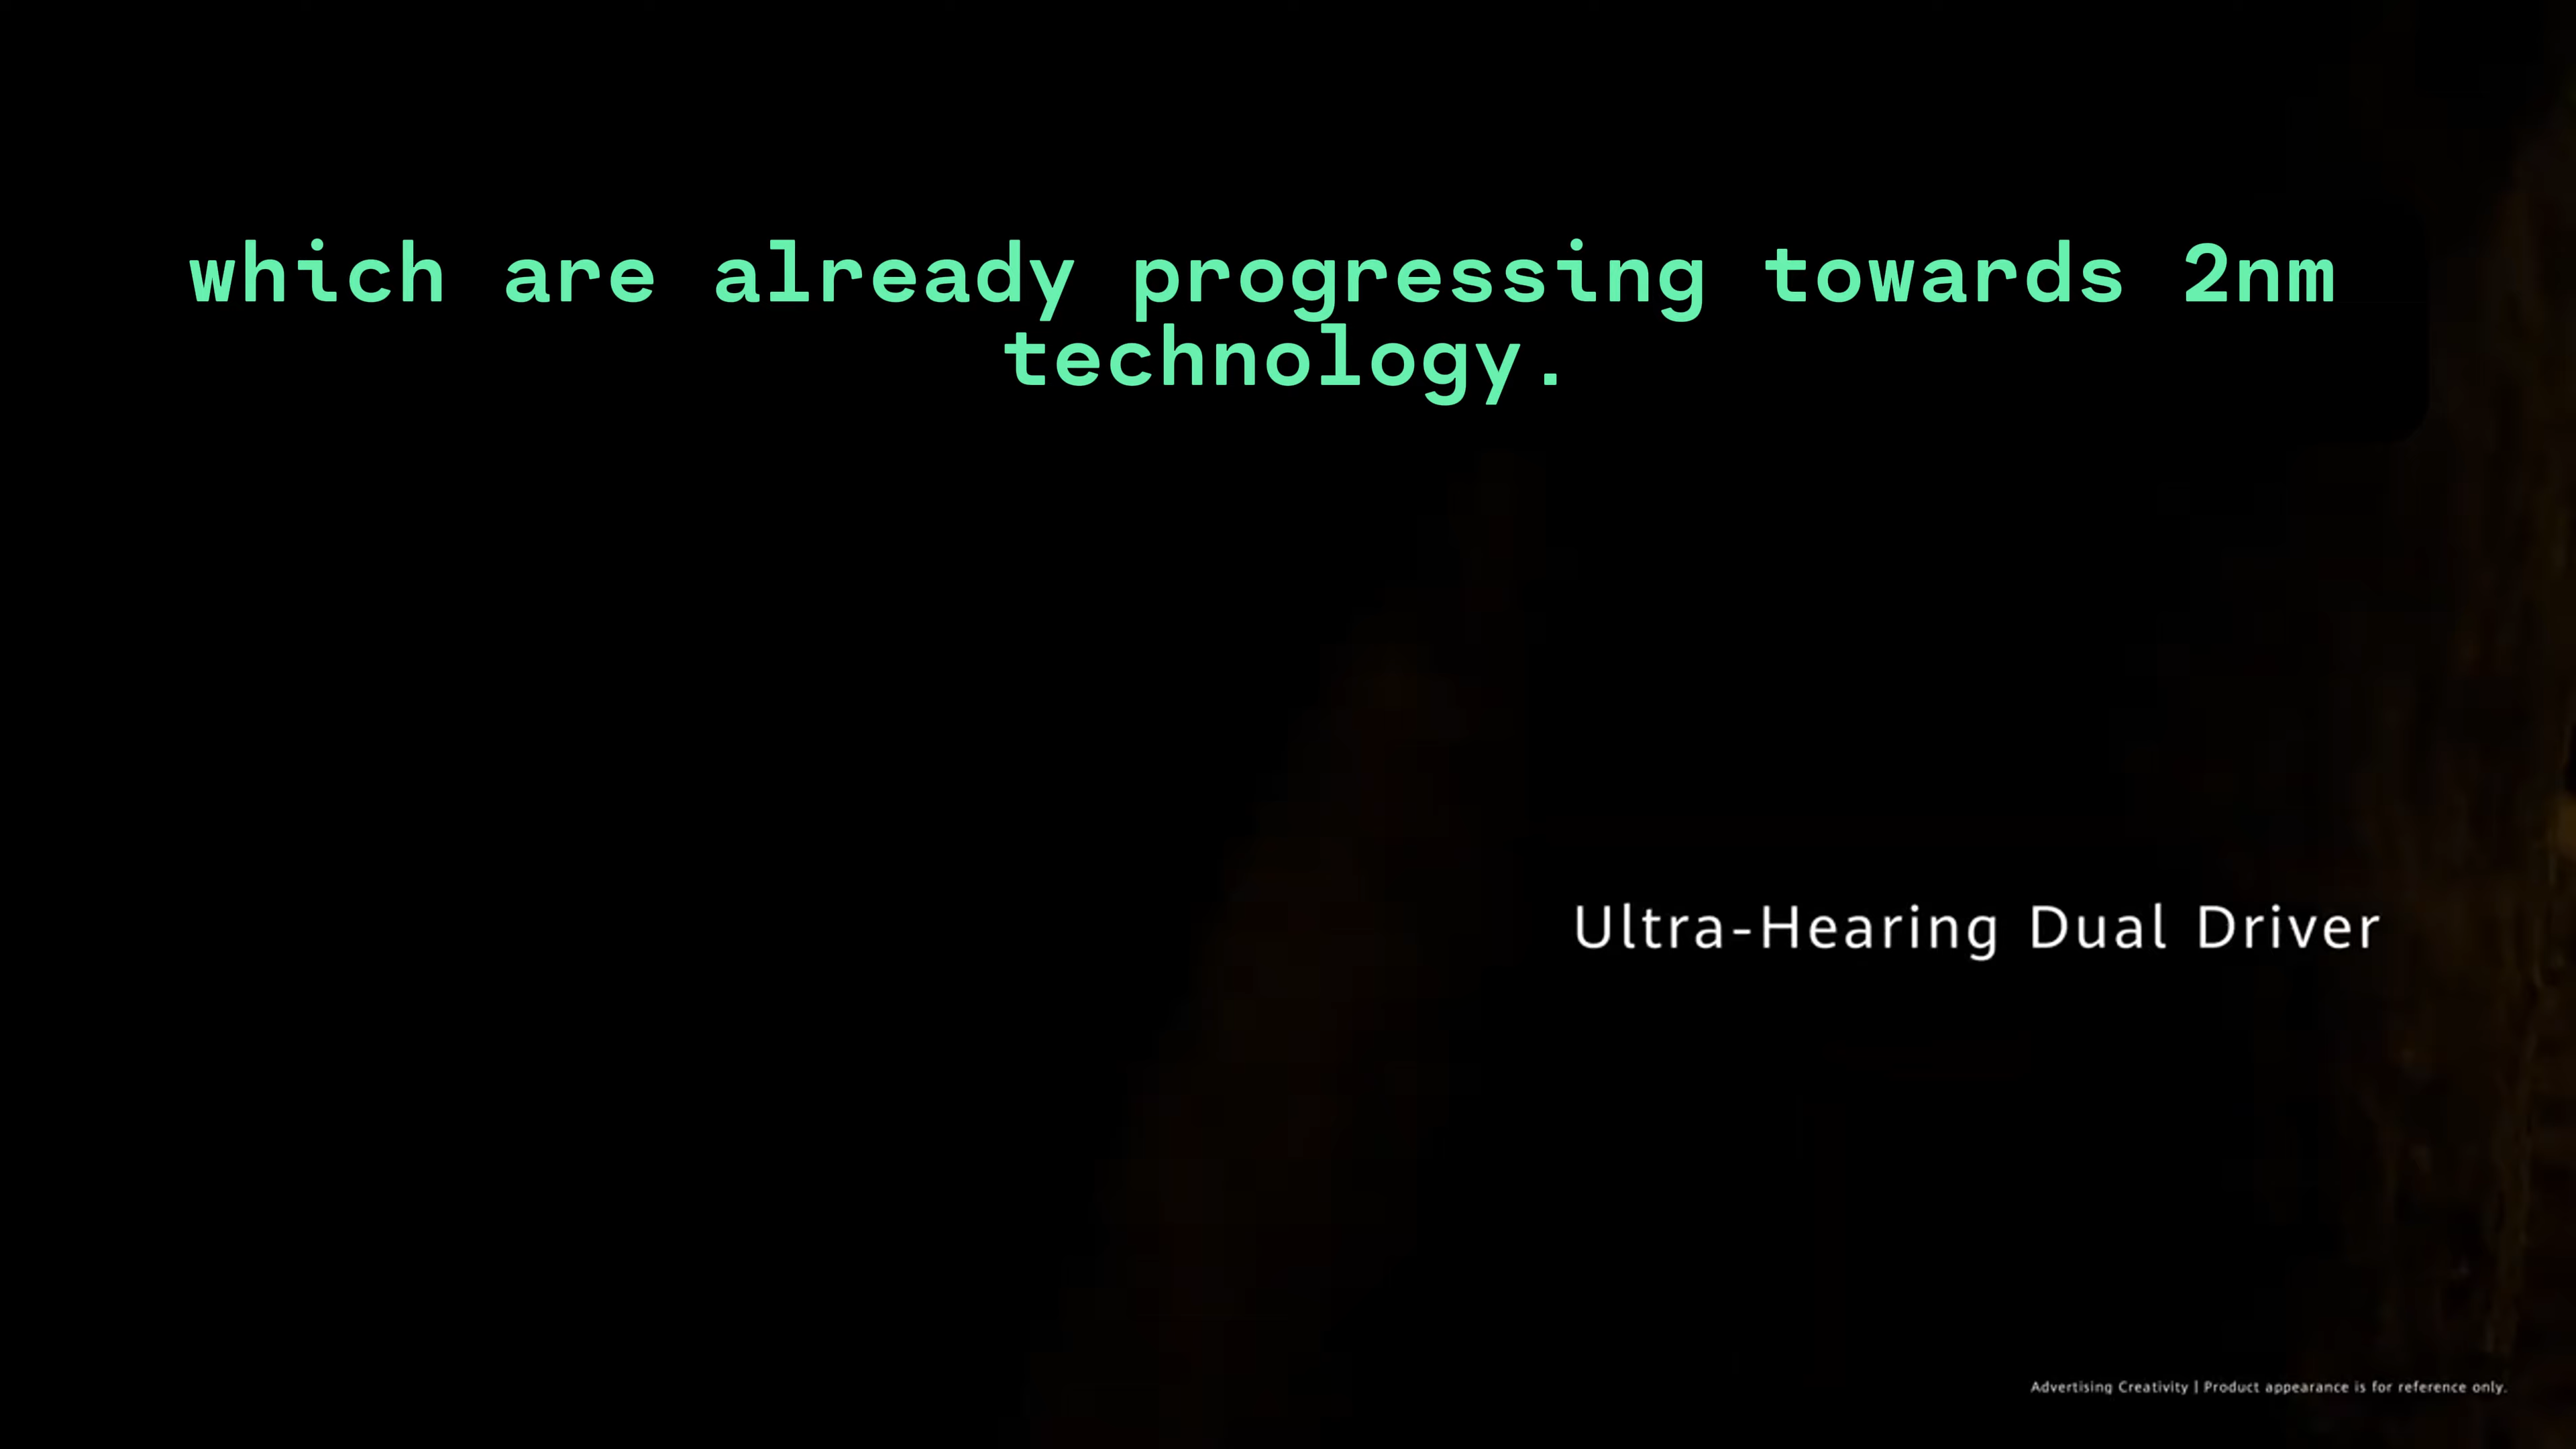 which are already progressing towards 2nm
technology.
Ultra-Hearing Dual Driver
Advertising Creativity | Product appearance is for reference only.